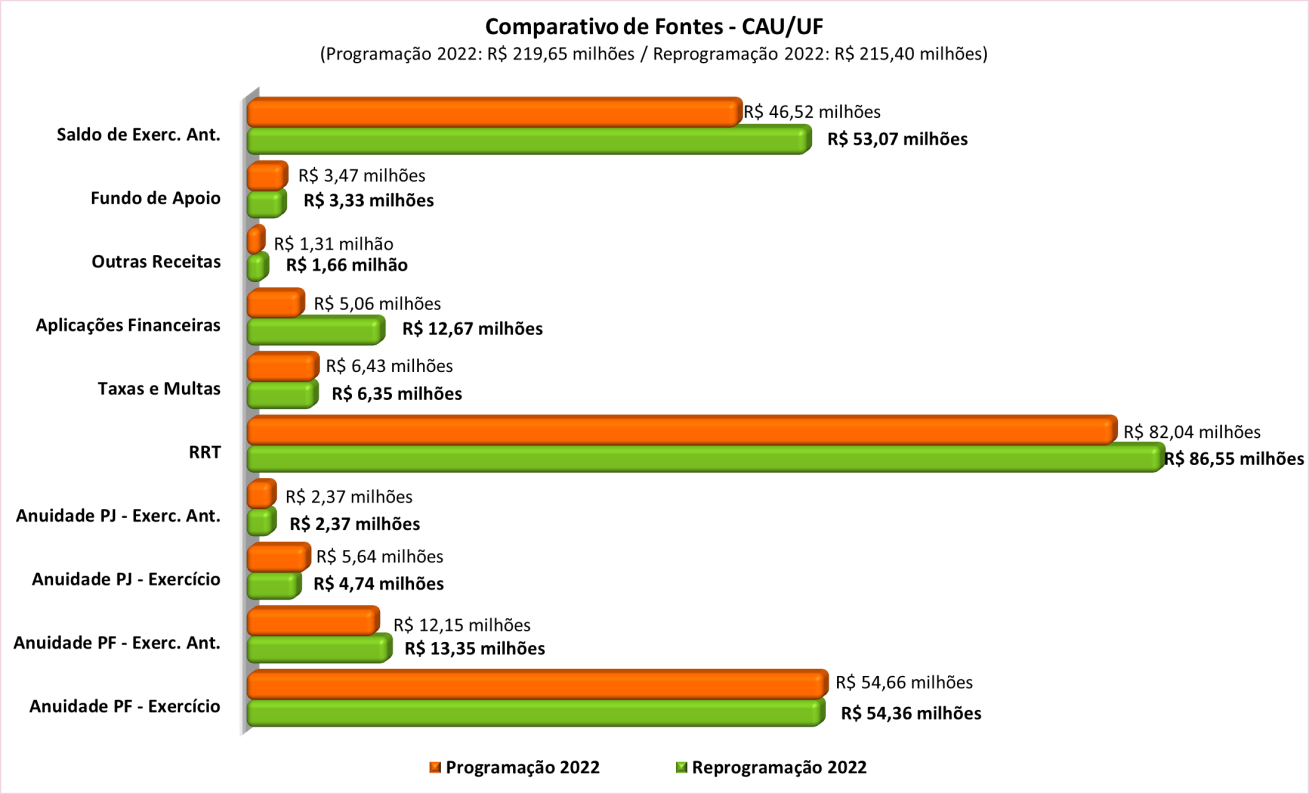 Comparativo de Fontes - CAU/UF
(Programação 2022: R$ 219,65 milhões / Reprogramação 2022: R$ 215,40 milhões)
Saldo de Exerc. Ant.
R$ 46,52 milhões
R$ 53,07 milhões
Fundo de Apoio
R$ 3,47 milhões
R$ 3,33 milhões
Outras Receitas
R$ 1,31 milhão
R$ 1,66 milhão
Aplicações Financeiras
R$ 5,06 milhões
R$ 12,67 milhões
Taxas e Multas
R$ 6,43 milhões
R$ 6,35 milhões
RRT
R$ 82,04 milhões
R$ 86,55 milhões
Anuidade PJ - Exerc. Ant.
R$ 2,37 milhões
R$ 2,37 milhões
Anuidade PJ - Exercício
R$ 5,64 milhões
R$ 4,74 milhões
Anuidade PF - Exerc. Ant.
R$ 12,15 milhões
R$ 13,35 milhões
Anuidade PF - Exercício
R$ 54,66 milhões
R$ 54,36 milhões
Programação 2022
Reprogramação 2022